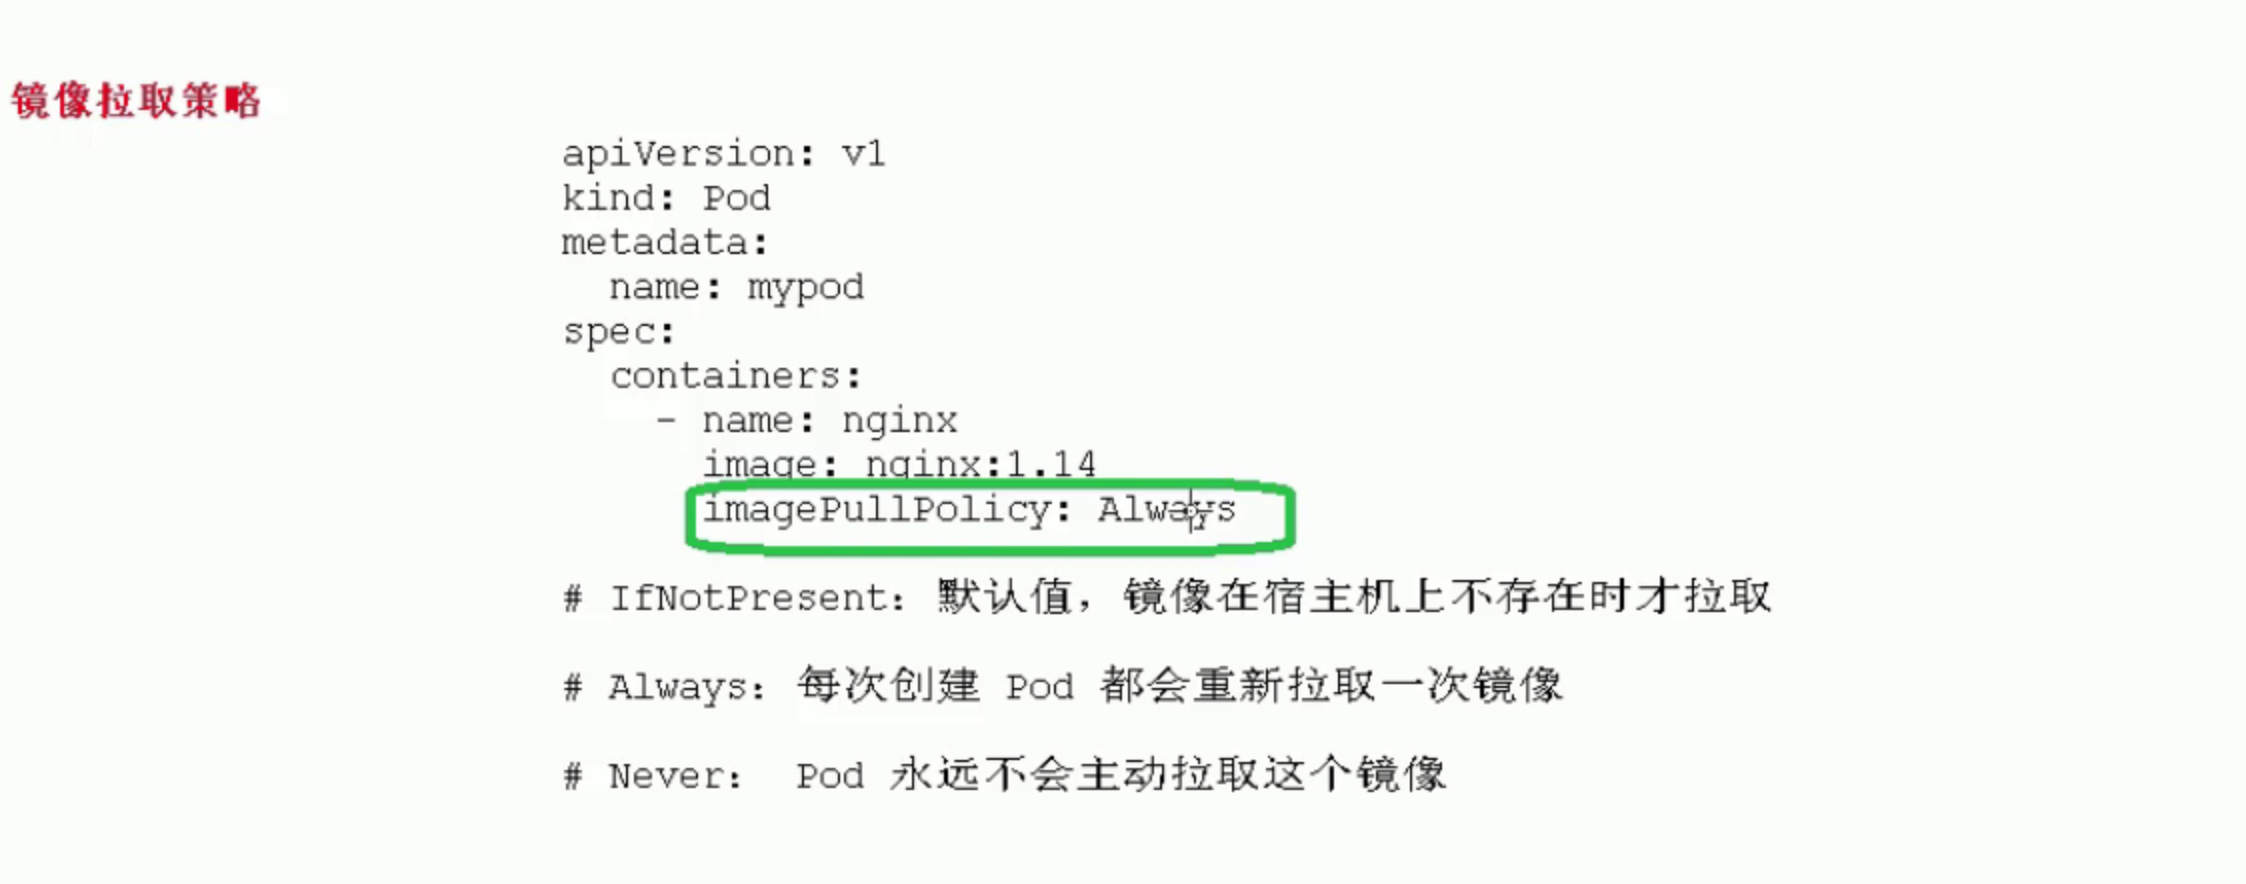 镜像拉取策略
apiVersion: v1
kind: Pod
metadata:
  name: mypod
spec:
  containers:
    - name: nginx
      image: nginx:1.14
      imagePullPolicy: Always
# IfNotPresent: 默认值，镜像在宿主机上不存在时才拉取
# Always: 每次创建 Pod 都会重新拉取一次镜像
# Never:  Pod 永远不会主动拉取这个镜像